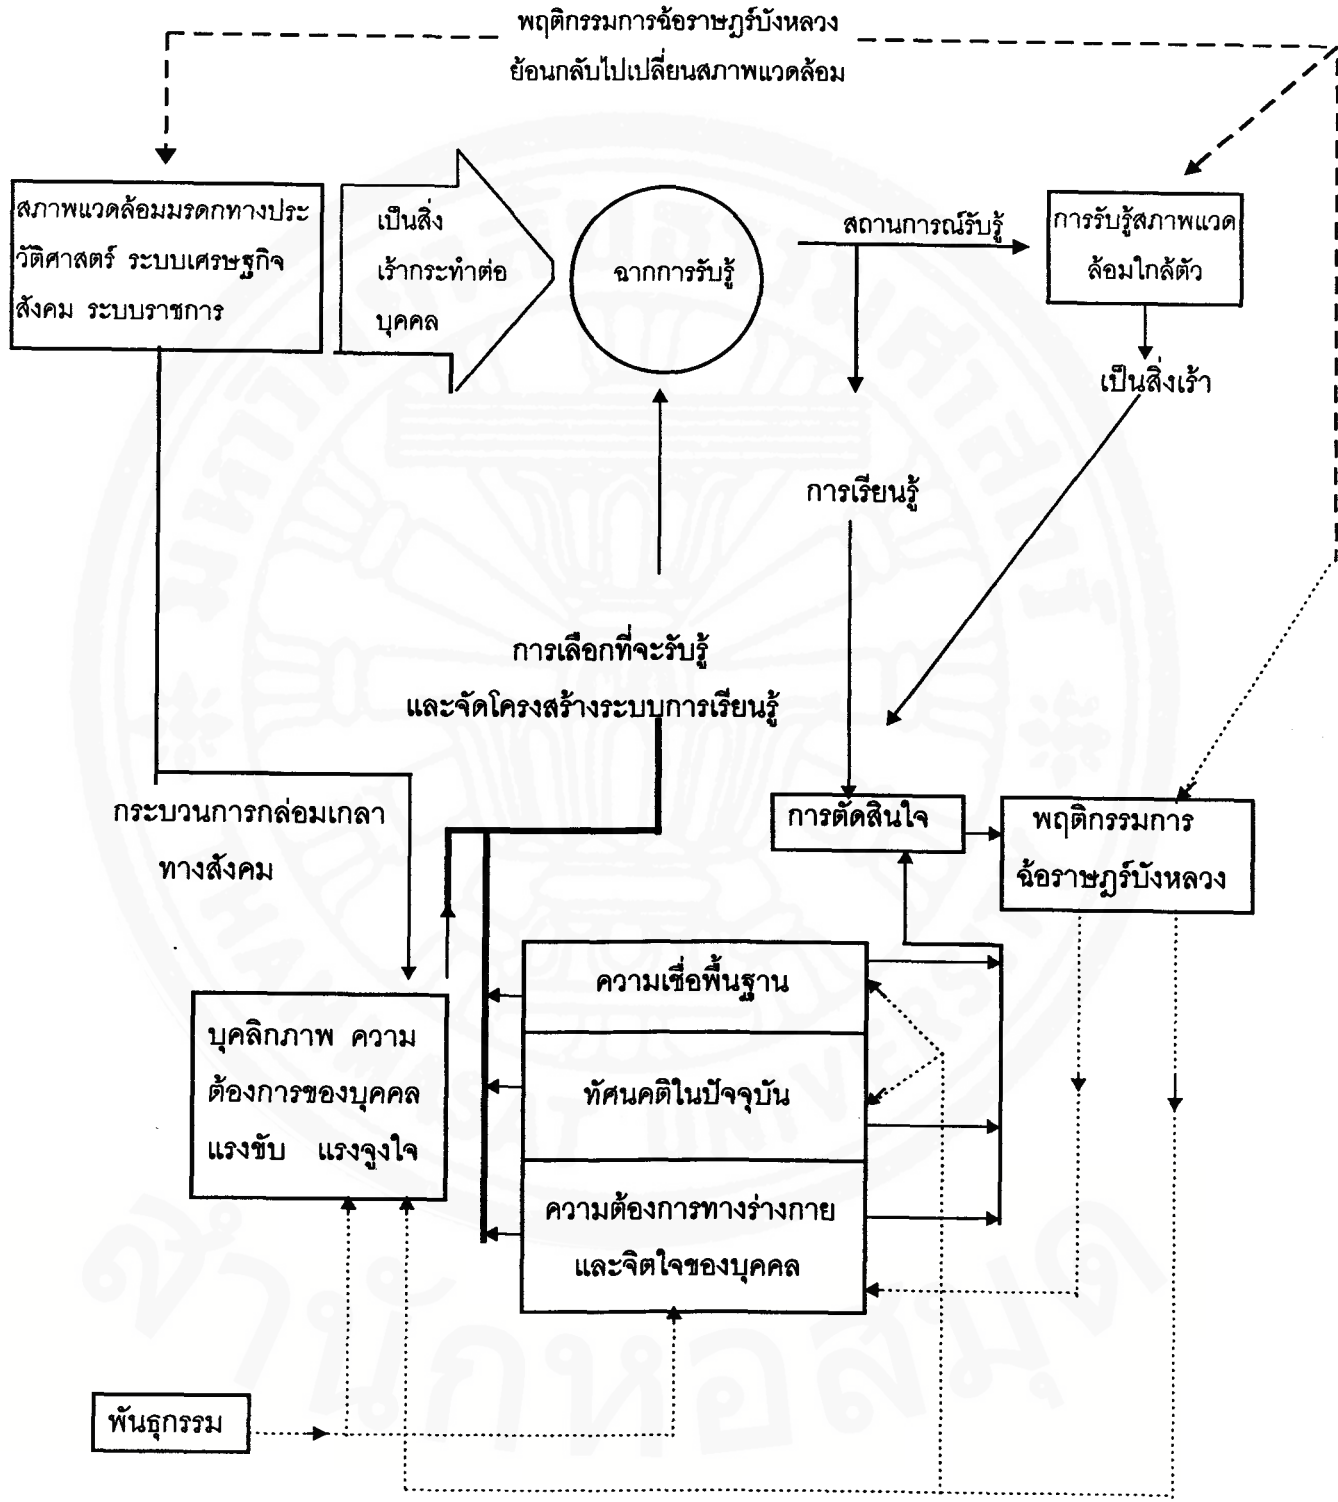 พฤติกรรมการฉ้อราษฎร์บังหลวง
ย้อนกลับไปเปลี่ยนสภาพแวดล้อม
สภาพแวดล้อมมรดกทางประ
วัติศาสตร์ ระบบเศรษฐกิจ
สังคม ระบบราชการ
เป็นสิ่ง
เร้ากระทำต่อ
บุคคล
ฉากการรับรู้
สถานการณ์รับรู้
การรับรู้สภาพแวด
ล้อมใกล้ตัว
เป็นสิ่งเร้า
การเรียนรู้
การเลือกที่จะรับรู้
และจัดโครงสร้างระบบการเรียนรู้
กระบวนการกล่อมเกลา
ทางสังคม
การตัดสินใจ
พฤติกรรมการ
ฉ้อราษฎร์บังหลวง
บุคลิกภาพ ความ
ต้องการของบุคคล
แรงขับ แรงจูงใจ
ความเชื่อพื้นฐาน
ทัศนคติในปัจจุบัน
ความต้องการทางร่างกาย
และจิตใจของบุคคล
พันธุกรรม
สำนักหอสมุด